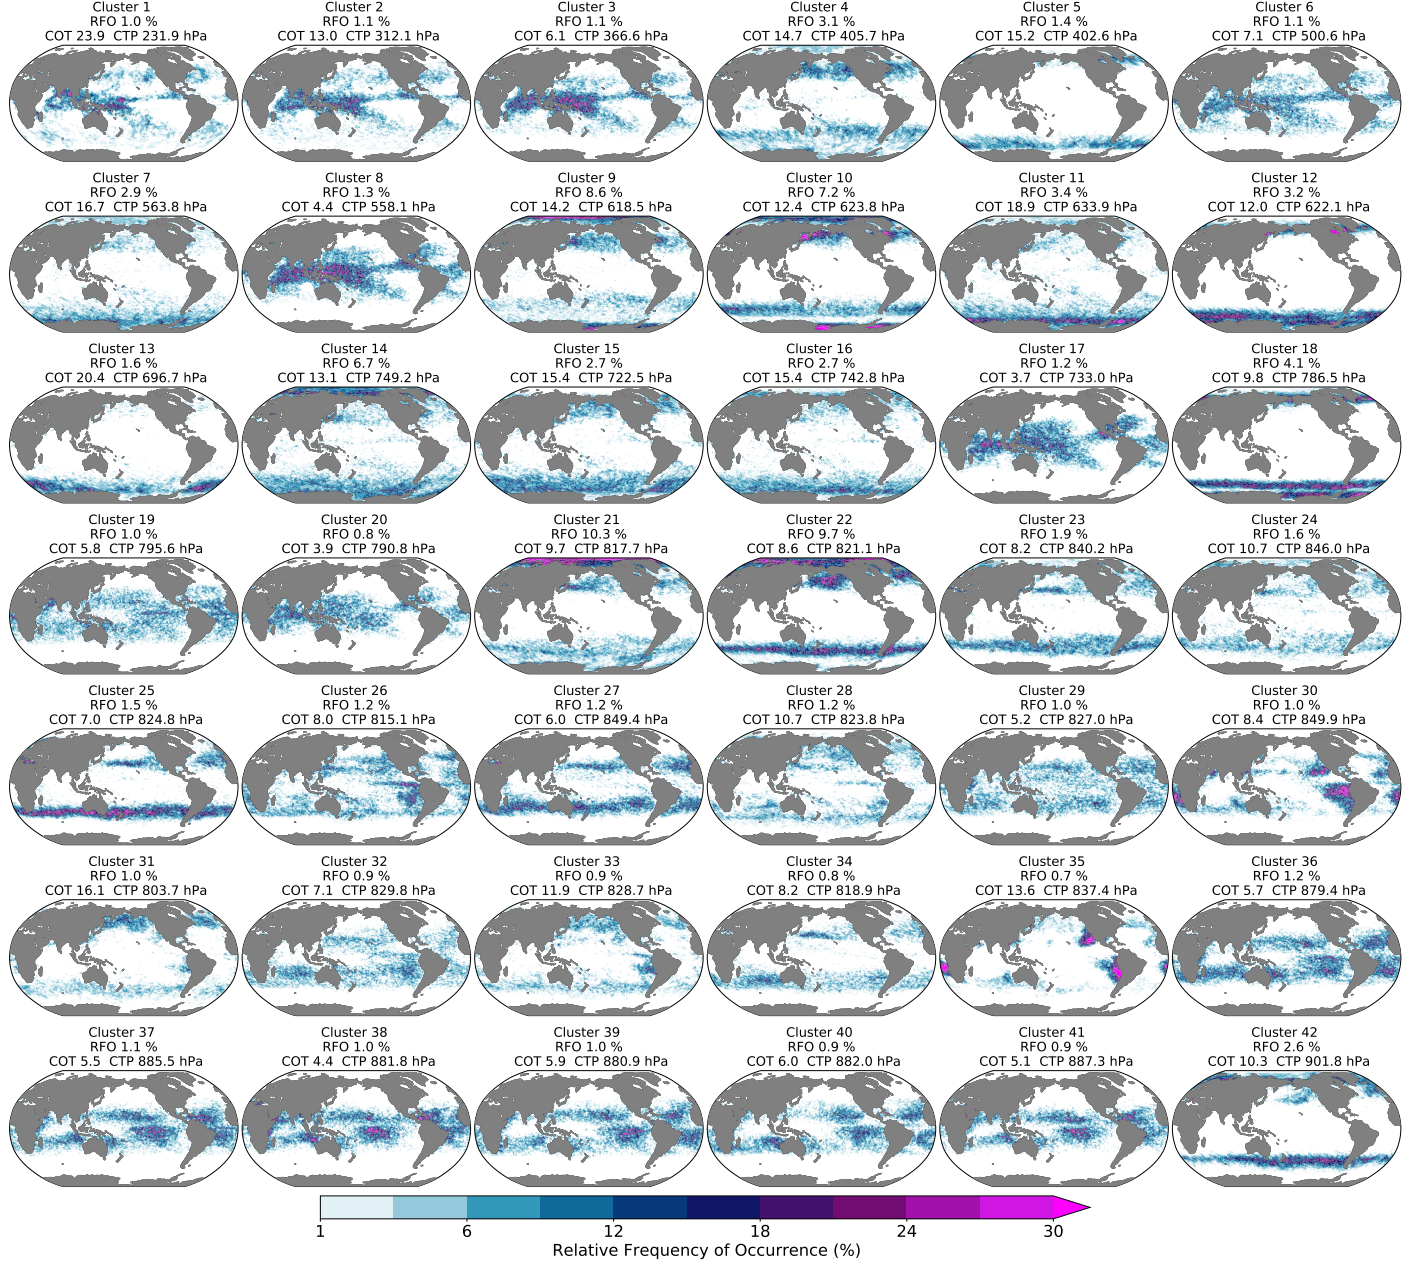 Cluster 1
RFO 1.0 %
COT 23.9  CTP 231.9 hPa
Cluster 2
RFO 1.1 %
COT 13.0  CTP 312.1 hPa
Cluster 3
RFO 1.1 %
COT 6.1  CTP 366.6 hPa
Cluster 4
RFO 3.1 %
COT 14.7  CTP 405.7 hPa
Cluster 5
RFO 1.4 %
COT 15.2  CTP 402.6 hPa
Cluster 6
RFO 1.1 %
COT 7.1  CTP 500.6 hPa
Cluster 7
RFO 2.9 %
COT 16.7  CTP 563.8 hPa
Cluster 8
RFO 1.3 %
COT 4.4  CTP 558.1 hPa
Cluster 9
RFO 8.6 %
COT 14.2  CTP 618.5 hPa
Cluster 10
RFO 7.2 %
COT 12.4  CTP 623.8 hPa
Cluster 11
RFO 3.4 %
COT 18.9  CTP 633.9 hPa
Cluster 12
RFO 3.2 %
COT 12.0  CTP 622.1 hPa
Cluster 13
RFO 1.6 %
COT 20.4  CTP 696.7 hPa
Cluster 14
RFO 6.7 %
COT 13.1  CTP 749.2 hPa
Cluster 15
RFO 2.7 %
COT 15.4  CTP 722.5 hPa
Cluster 16
RFO 2.7 %
COT 15.4  CTP 742.8 hPa
Cluster 17
RFO 1.2 %
COT 3.7  CTP 733.0 hPa
Cluster 18
RFO 4.1 %
COT 9.8  CTP 786.5 hPa
Cluster 19
RFO 1.0 %
COT 5.8  CTP 795.6 hPa
Cluster 20
RFO 0.8 %
COT 3.9  CTP 790.8 hPa
Cluster 21
RFO 10.3 %
COT 9.7  CTP 817.7 hPa
Cluster 22
RFO 9.7 %
COT 8.6  CTP 821.1 hPa
Cluster 23
RFO 1.9 %
COT 8.2  CTP 840.2 hPa
Cluster 24
RFO 1.6 %
COT 10.7  CTP 846.0 hPa
Cluster 25
RFO 1.5 %
COT 7.0  CTP 824.8 hPa
Cluster 26
RFO 1.2 %
COT 8.0  CTP 815.1 hPa
Cluster 27
RFO 1.2 %
COT 6.0  CTP 849.4 hPa
Cluster 28
RFO 1.2 %
COT 10.7  CTP 823.8 hPa
Cluster 29
RFO 1.0 %
COT 5.2  CTP 827.0 hPa
Cluster 30
RFO 1.0 %
COT 8.4  CTP 849.9 hPa
Cluster 31
RFO 1.0 %
COT 16.1  CTP 803.7 hPa
Cluster 32
RFO 0.9 %
COT 7.1  CTP 829.8 hPa
Cluster 33
RFO 0.9 %
COT 11.9  CTP 828.7 hPa
Cluster 34
RFO 0.8 %
COT 8.2  CTP 818.9 hPa
Cluster 35
RFO 0.7 %
COT 13.6  CTP 837.4 hPa
Cluster 36
RFO 1.2 %
COT 5.7  CTP 879.4 hPa
Cluster 37
RFO 1.1 %
COT 5.5  CTP 885.5 hPa
Cluster 38
RFO 1.0 %
COT 4.4  CTP 881.8 hPa
Cluster 39
RFO 1.0 %
COT 5.9  CTP 880.9 hPa
Cluster 40
RFO 0.9 %
COT 6.0  CTP 882.0 hPa
Cluster 41
RFO 0.9 %
COT 5.1  CTP 887.3 hPa
Cluster 42
RFO 2.6 %
COT 10.3  CTP 901.8 hPa
1 6 12 18 24 30
Relative Frequency of Occurrence (%)